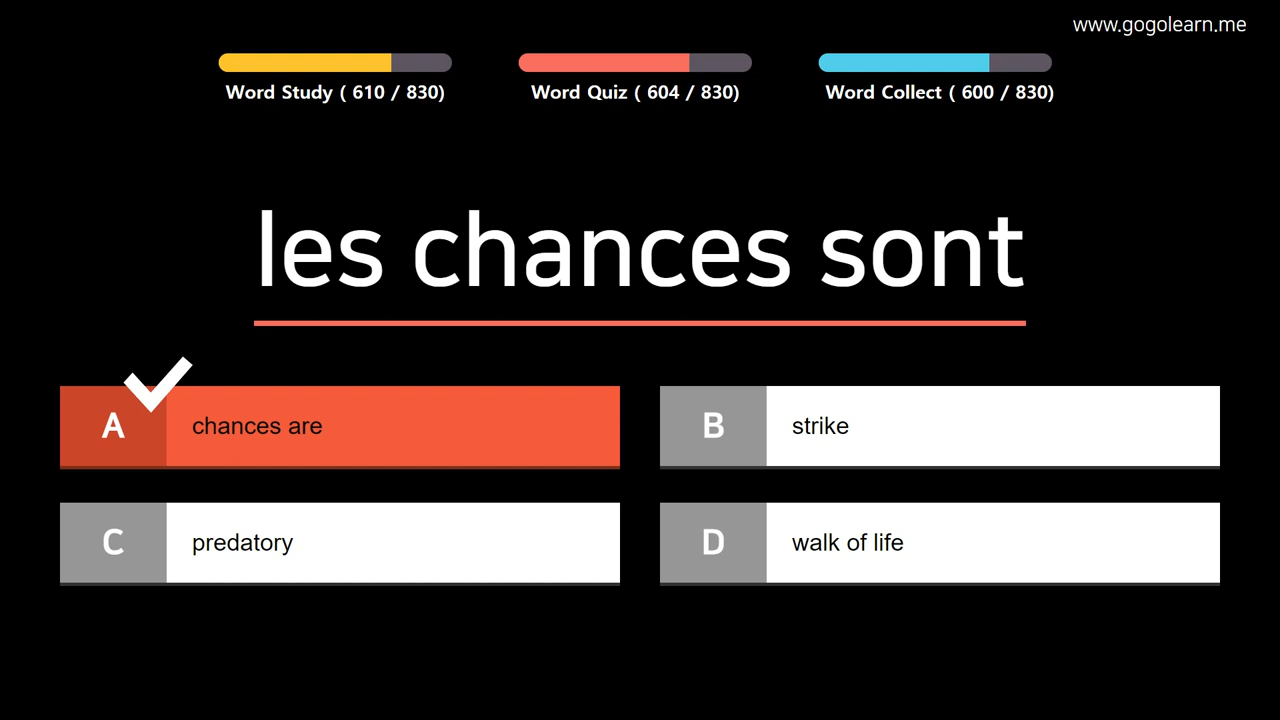 www.gogolearn.me
Word Study ( 610 / 830)
Word Quiz ( 604 / 830)
Word Collect ( 600 / 830)
les chances sont
A chances are
B strike
C predatory
D walk of life